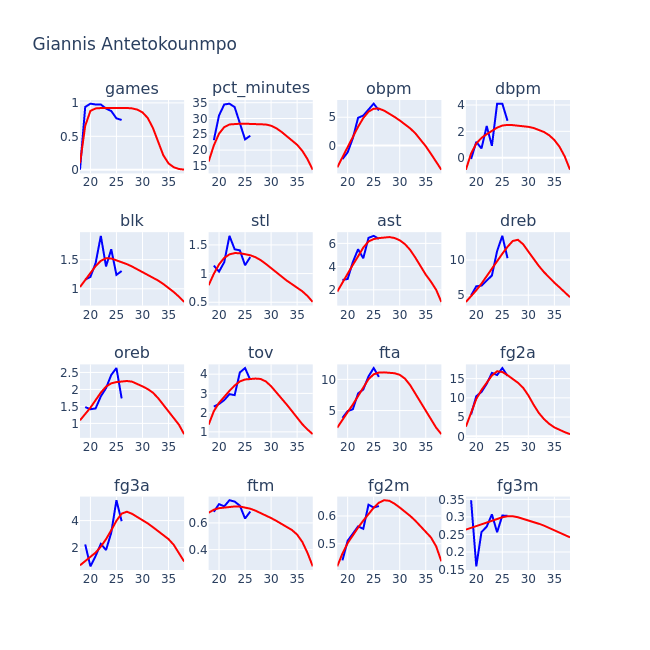 Giannis Antetokounmpo
games pct_minutes obpm dbpm
1 0.5 0 35 30 25 20 15 5 0 4 2 0
20 25 30 35 20 25 30 35 20 25 30 35 20 25 30 35
blk stl ast dreb
1.5 1 1.5 1 0.5 6 4 2 10 5
20 25 30 35 20 25 30 35 20 25 30 35 20 25 30 35
oreb tov fta fg2a
2.5 2 1.5 1 4 3 2 1 10 5 15 10 5 0
20 25 30 35 20 25 30 35 20 25 30 35 20 25 30 35
fg3a ftm fg2m fg3m
4 2 0.6 0.4 0.6 0.5 0.35 0.3 0.25 0.2 0.15
20 25 30 35 20 25 30 35 20 25 30 35 20 25 30 35